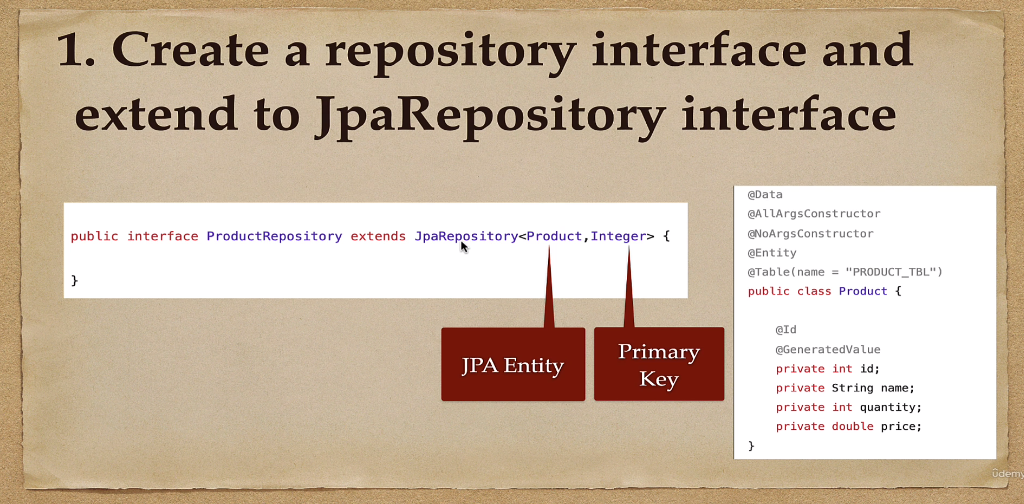 1. Create a repository interface and
extend to JpaRepository interface
public interface ProductRepository extends JpaRepository<Product,Integer> {
}
JPA Entity
Primary
Key
@Data
@AllArgsConstructor
@NoArgsConstructor
@Entity
@Table(name = "PRODUCT_TBL")
public class Product {
@Id
@GeneratedValue
private int id;
private String name;
private int quantity;
private double price;
}
ûdemy